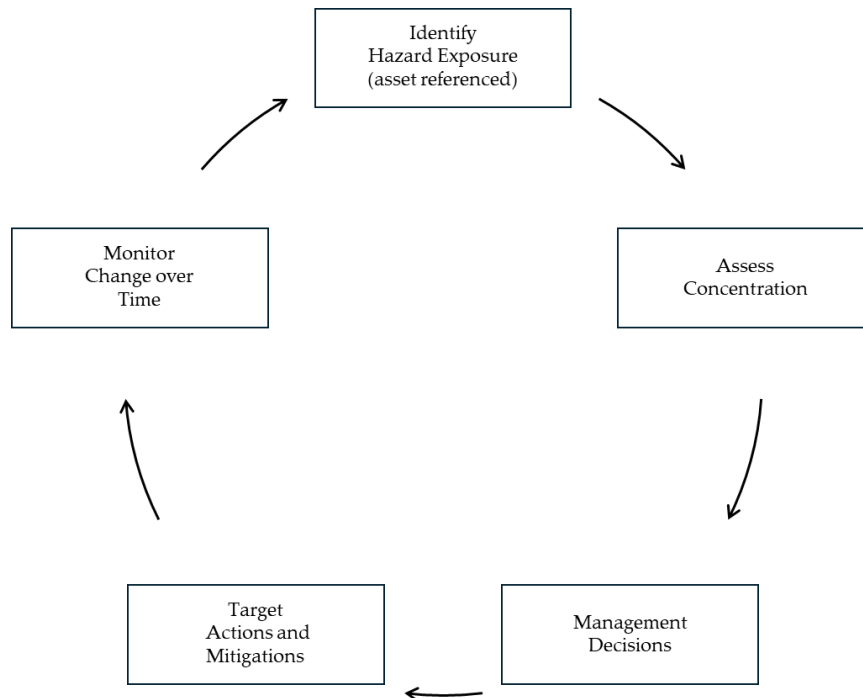 Identify
Hazard Exposure
(asset referenced)
Monitor
Change over
Time
Assess
Concentration
Target
Actions and
Mitigations
Management
Decisions